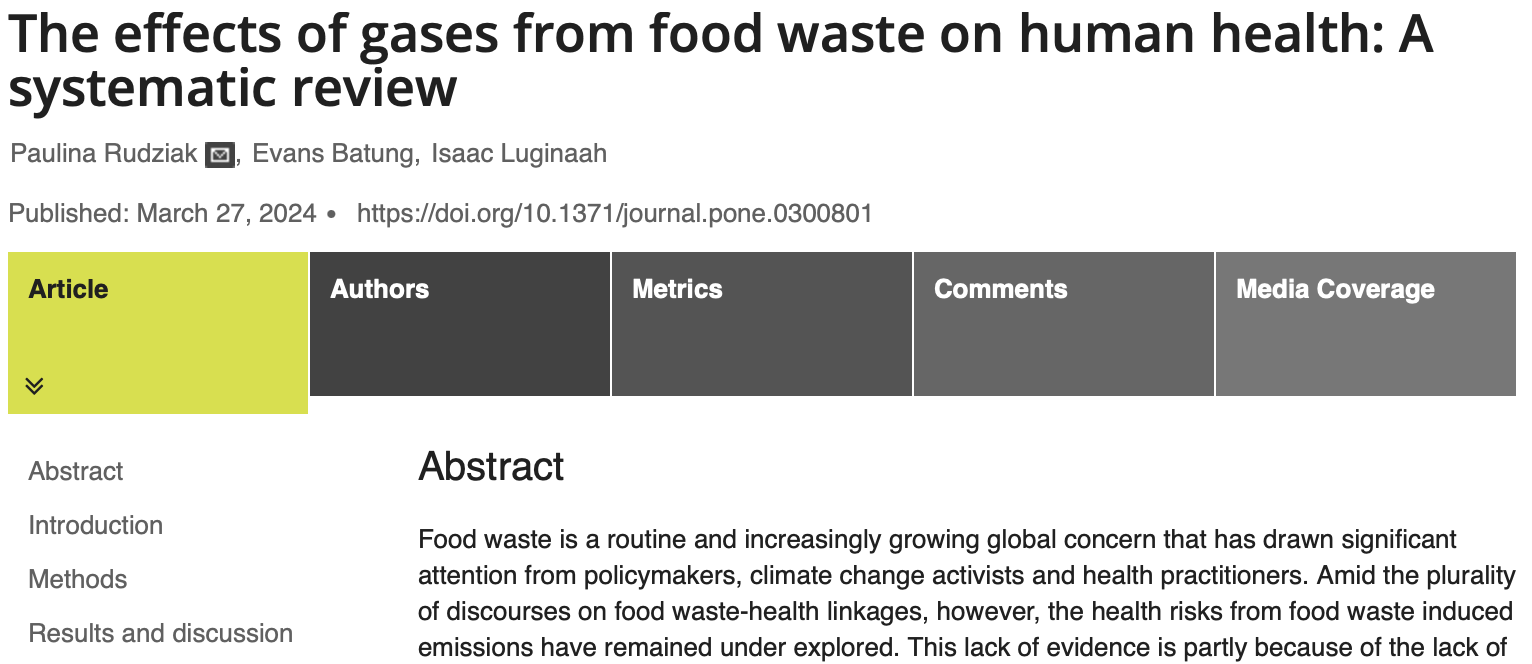 The effects of gases from food waste on human health: A
systematic review
Paulina Rudziak, Evans Batung, Isaac Luginaah
Published: March 27, 2024 • https://doi.org/10.1371/journal.pone.0300801
Article
Authors
Metrics
Comments
Media Coverage
Abstract
Introduction
Methods
Results and discussion
Abstract
Food waste is a routine and increasingly growing global concern that has drawn significant
attention from policymakers, climate change activists and health practitioners. Amid the plurality
of discourses on food waste-health linkages, however, the health risks from food waste induced
emissions have remained under explored. This lack of evidence is partly because of the lack of